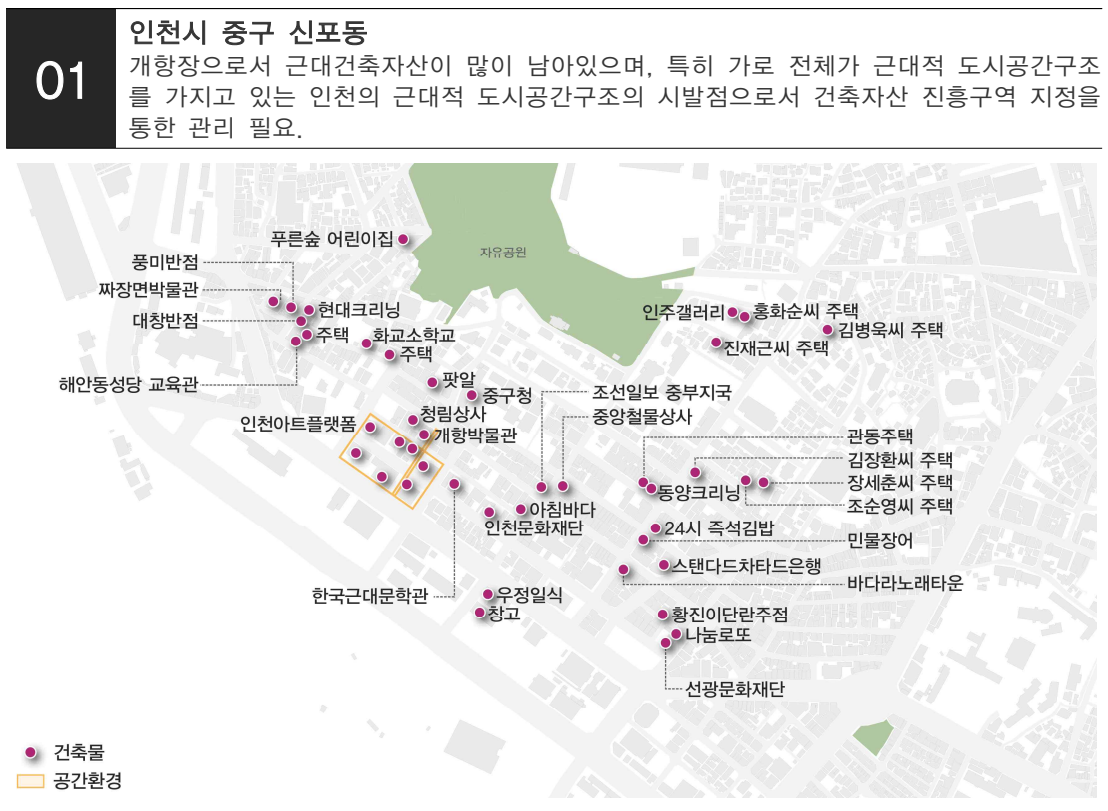 01
인천시 중구 신포동
개항장으로서 근대건축자산이 많이 남아있으며, 특히 가로 전체가 근대적 도시공간구조
를 가지고 있는 인천의 근대적 도시공간구조의 시발점으로서 건축자산 진흥구역 지정을
통한 관리 필요.
푸른숲 어린이집
자유공원
풍미반점
짜장면박물관
현대크리닝
대창반점
주택
화교소학교
주택
해안동성당 교육관
인주갤러리
홍화순씨 주택
김병욱씨 주택
진재근씨 주택
팟알
중구청
조선일보 중부지국
청림상사
중앙철물상사
인천아트플랫폼
개항박물관
관동주택
김장환씨 주택
장세춘씨 주택
동양크리닝
조순영씨 주택
아침바다
인천문화재단
24시 즉석김밥
민물장어
스탠다드차타드은행
바다라노래타운
한국근대문학관
우정일식
창고
황진이단란주점
나눔로또
선광문화재단
건축물
공간환경